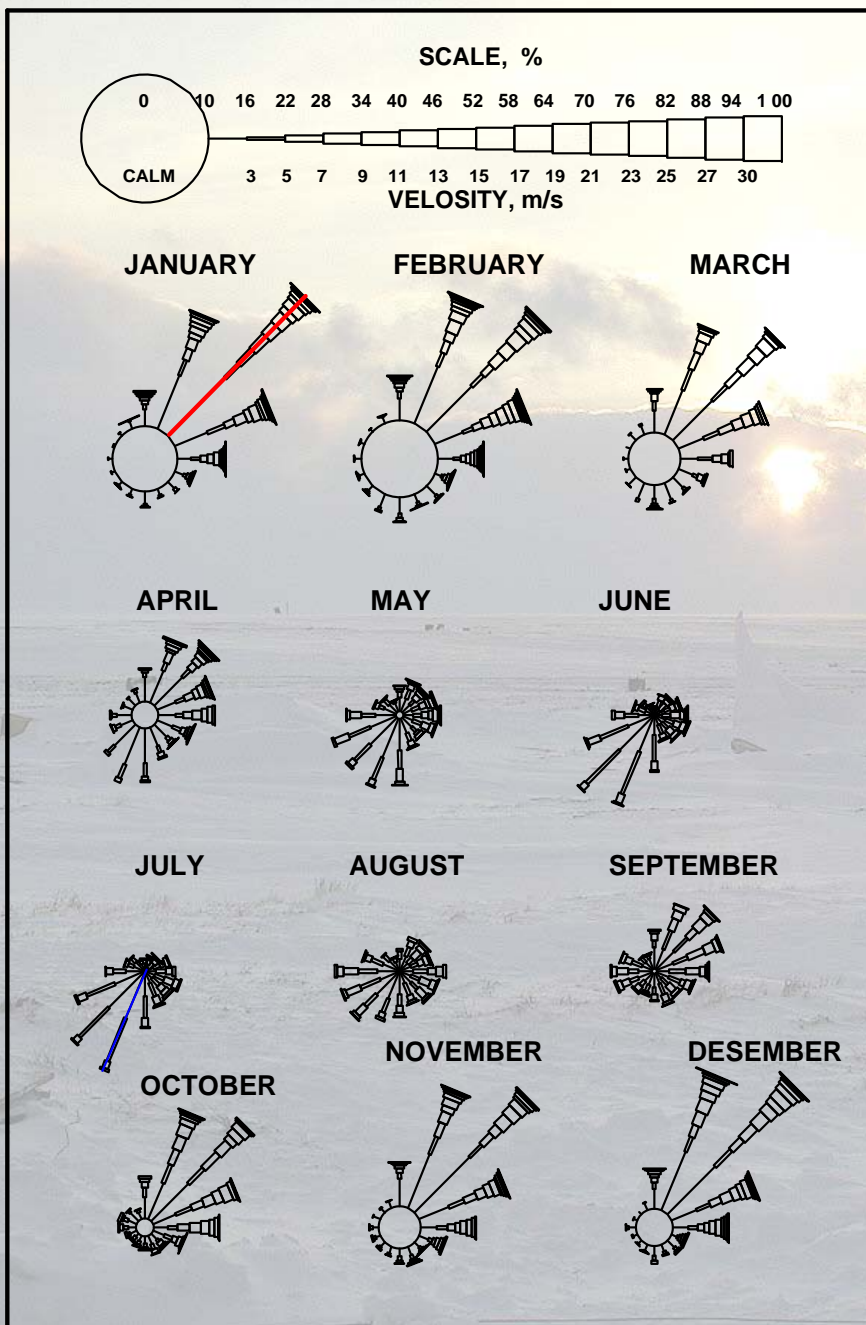 SCALE, %
0 10 16 22 28 34 40 46 52 58 64 70 76 82 88 94 1 00
CALM 3 5 7 9 11 13 15 17 19 21 23 25 27 30
VELOSITY, m/s
JANUARY FEBRUARY MARCH
APRIL MAY JUNE
JULY AUGUST SEPTEMBER
OCTOBER NOVEMBER DESEMBER